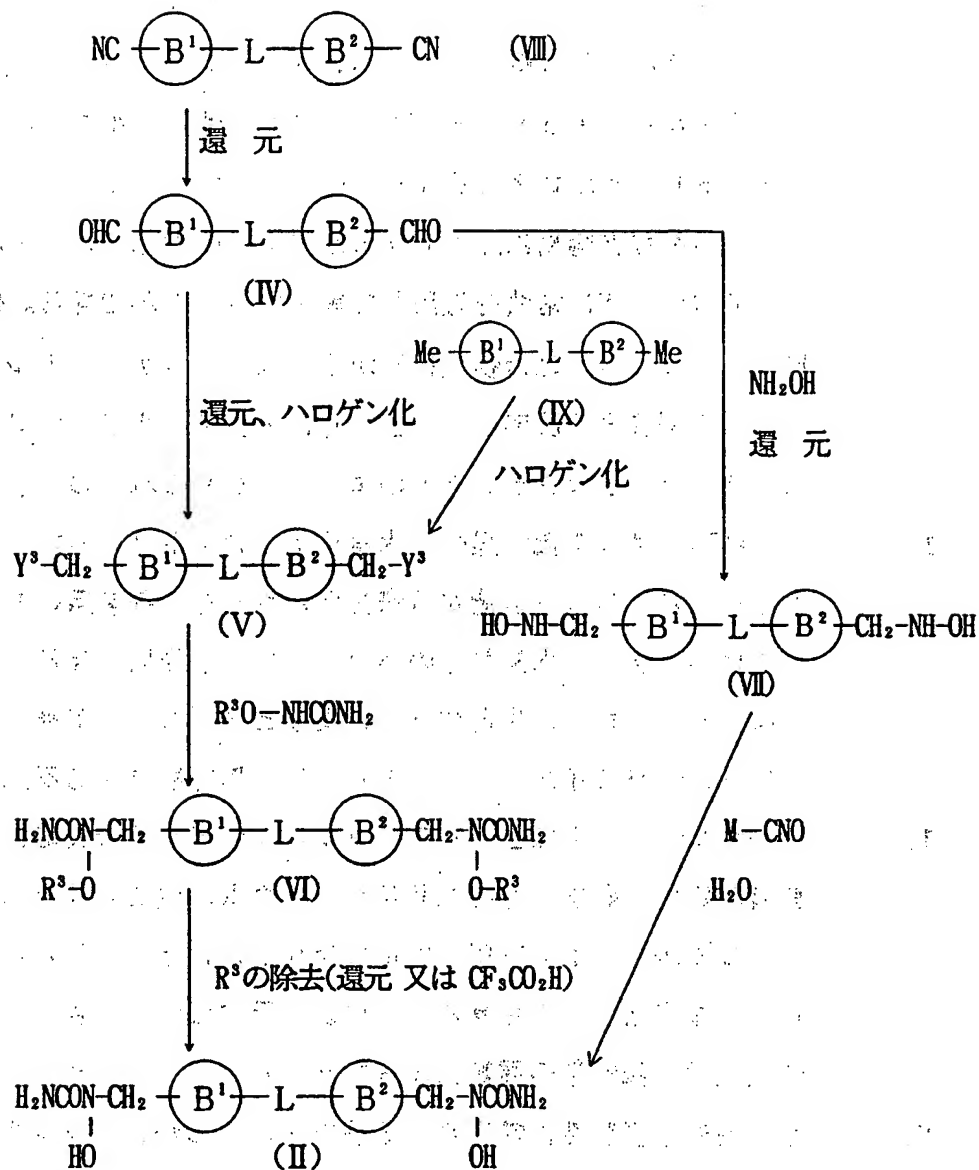 NC B¹ L B² CN (VIII)
還 元
OHC B¹ L B² CHO
(IV)
Me B¹ L B² Me
(IX)
還元、ハロゲン化
ハロゲン化
NH₂OH
還 元
Y³-CH₂ B¹ L B² CH₂-Y³
(V)
HO-NH-CH₂ B¹ L B² CH₂-NH-OH
(VII)
R³O-NHCONH₂
H₂NCON-CH₂ B¹ L B² CH₂-NCONH₂
R³-O (VI) O-R³
M-CNO
H₂O
R³の除去(還元 又は CF₃CO₂H)
H₂NCON-CH₂ B¹ L B² CH₂-NCONH₂
HO (II) OH